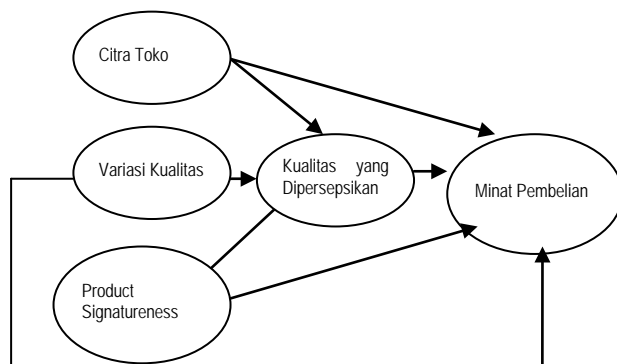 Citra Toko
Variasi Kualitas
Kualitas yang
Dipersepsikan
Minat Pembelian
Product
Signatureness